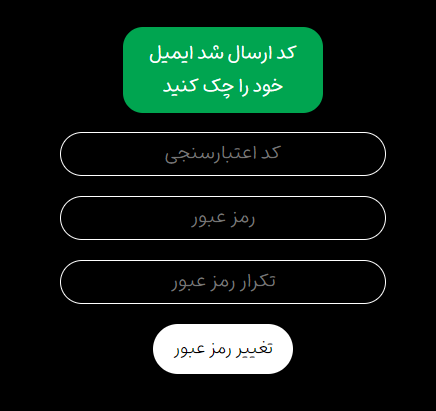 کد ارسال شد ایمیل
خود را چک کنید
کد اعتبارسنجی
رمز عبور
تکرار رمز عبور
تغییر رمز عبور